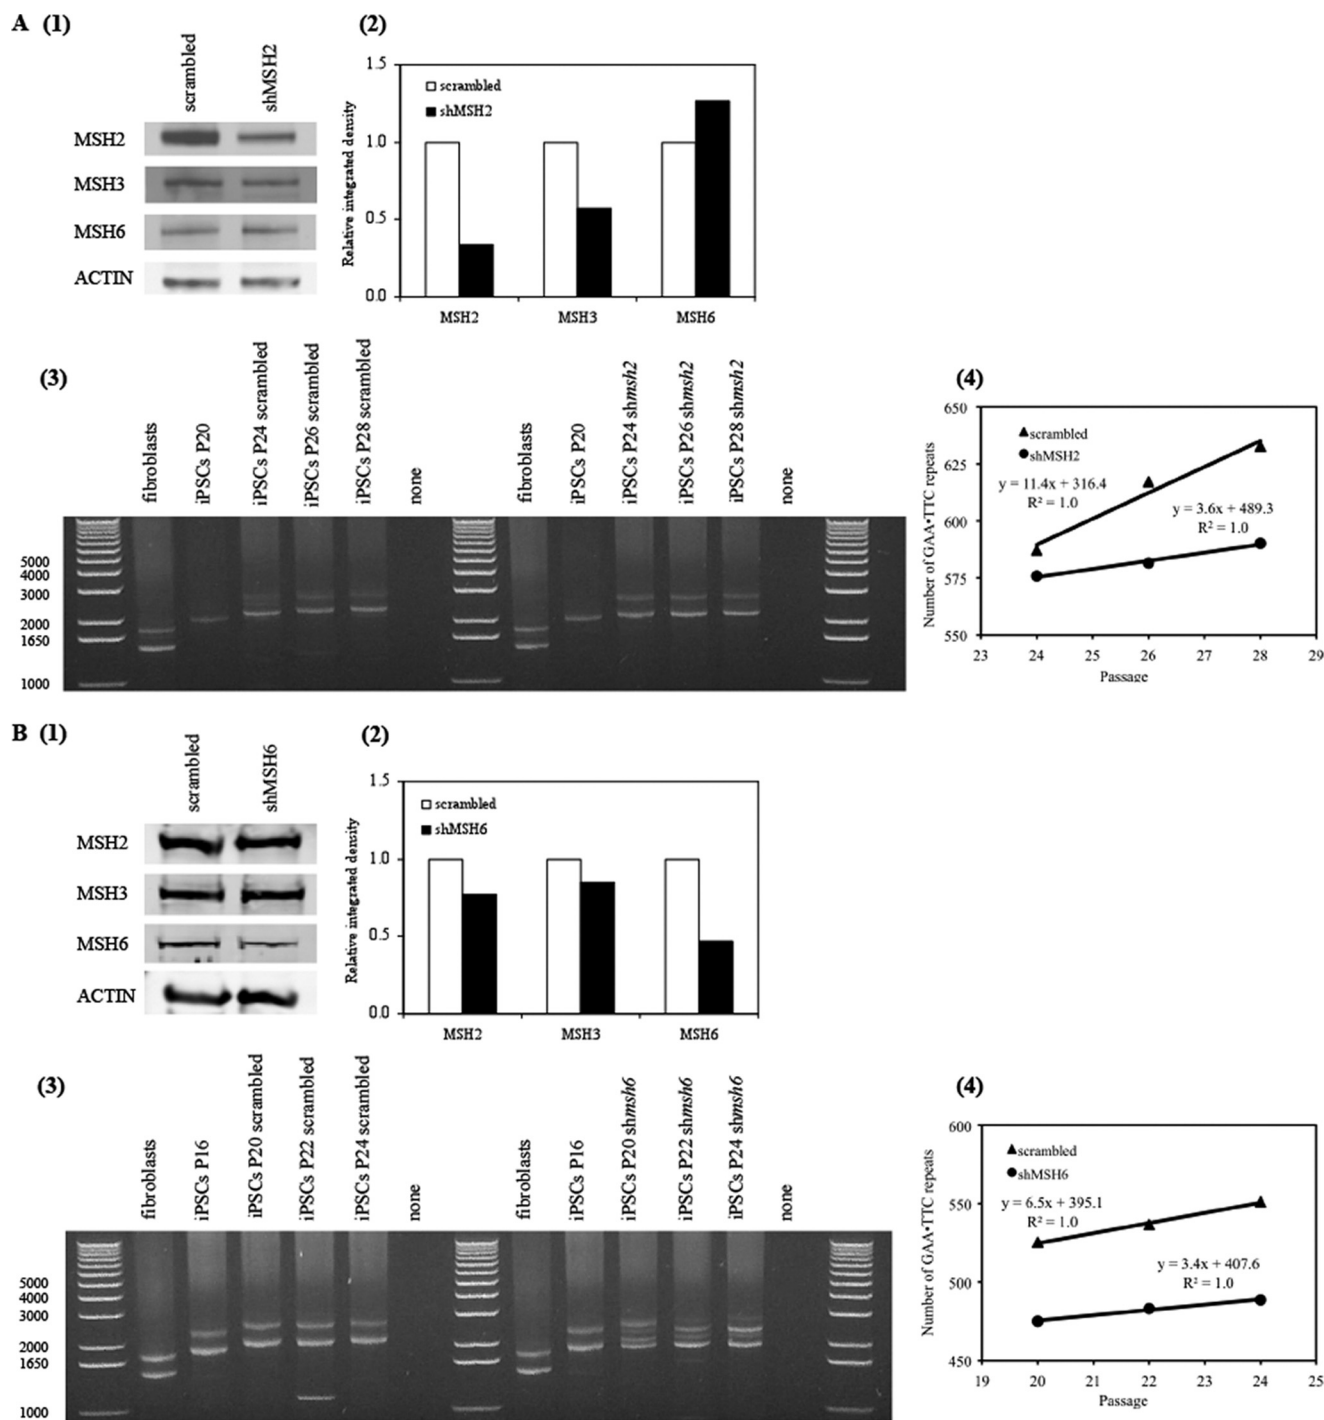 A (1)
(2)
scrambled
shMSH2
MSH2
MSH3
MSH6
ACTIN
Relative integrated density
1.5
1.0
0.5
0.0
scrambled
shMSH2
MSH2
MSH3
MSH6
(3)
fibroblasts
iPSCs P20
iPSCs P24 scrambled
iPSCs P26 scrambled
iPSCs P28 scrambled
none
fibroblasts
iPSCs P20
iPSCs P24 shmsh2
iPSCs P26 shmsh2
iPSCs P28 shmsh2
none
5000
4000
3000
2000
1650
1000
(4)
Number of GAA•TTC repeats
650
625
600
575
550
scrambled
shMSH2
y = 11.4x + 316.4
R² = 1.0
y = 3.6x + 489.3
R² = 1.0
23 24 25 26 27 28 29
Passage
B (1)
(2)
scrambled
shMSH6
MSH2
MSH3
MSH6
ACTIN
Relative integrated density
1.5
1.0
0.5
0.0
scrambled
shMSH6
MSH2
MSH3
MSH6
(3)
fibroblasts
iPSCs P16
iPSCs P20 scrambled
iPSCs P22 scrambled
iPSCs P24 scrambled
none
fibroblasts
iPSCs P16
iPSCs P20 shmsh6
iPSCs P22 shmsh6
iPSCs P24 shmsh6
none
5000
4000
3000
2000
1650
1000
(4)
Number of GAA•TTC repeats
600
550
500
450
scrambled
shMSH6
y = 6.5x + 395.1
R² = 1.0
y = 3.4x + 407.6
R² = 1.0
19 20 21 22 23 24 25
Passage